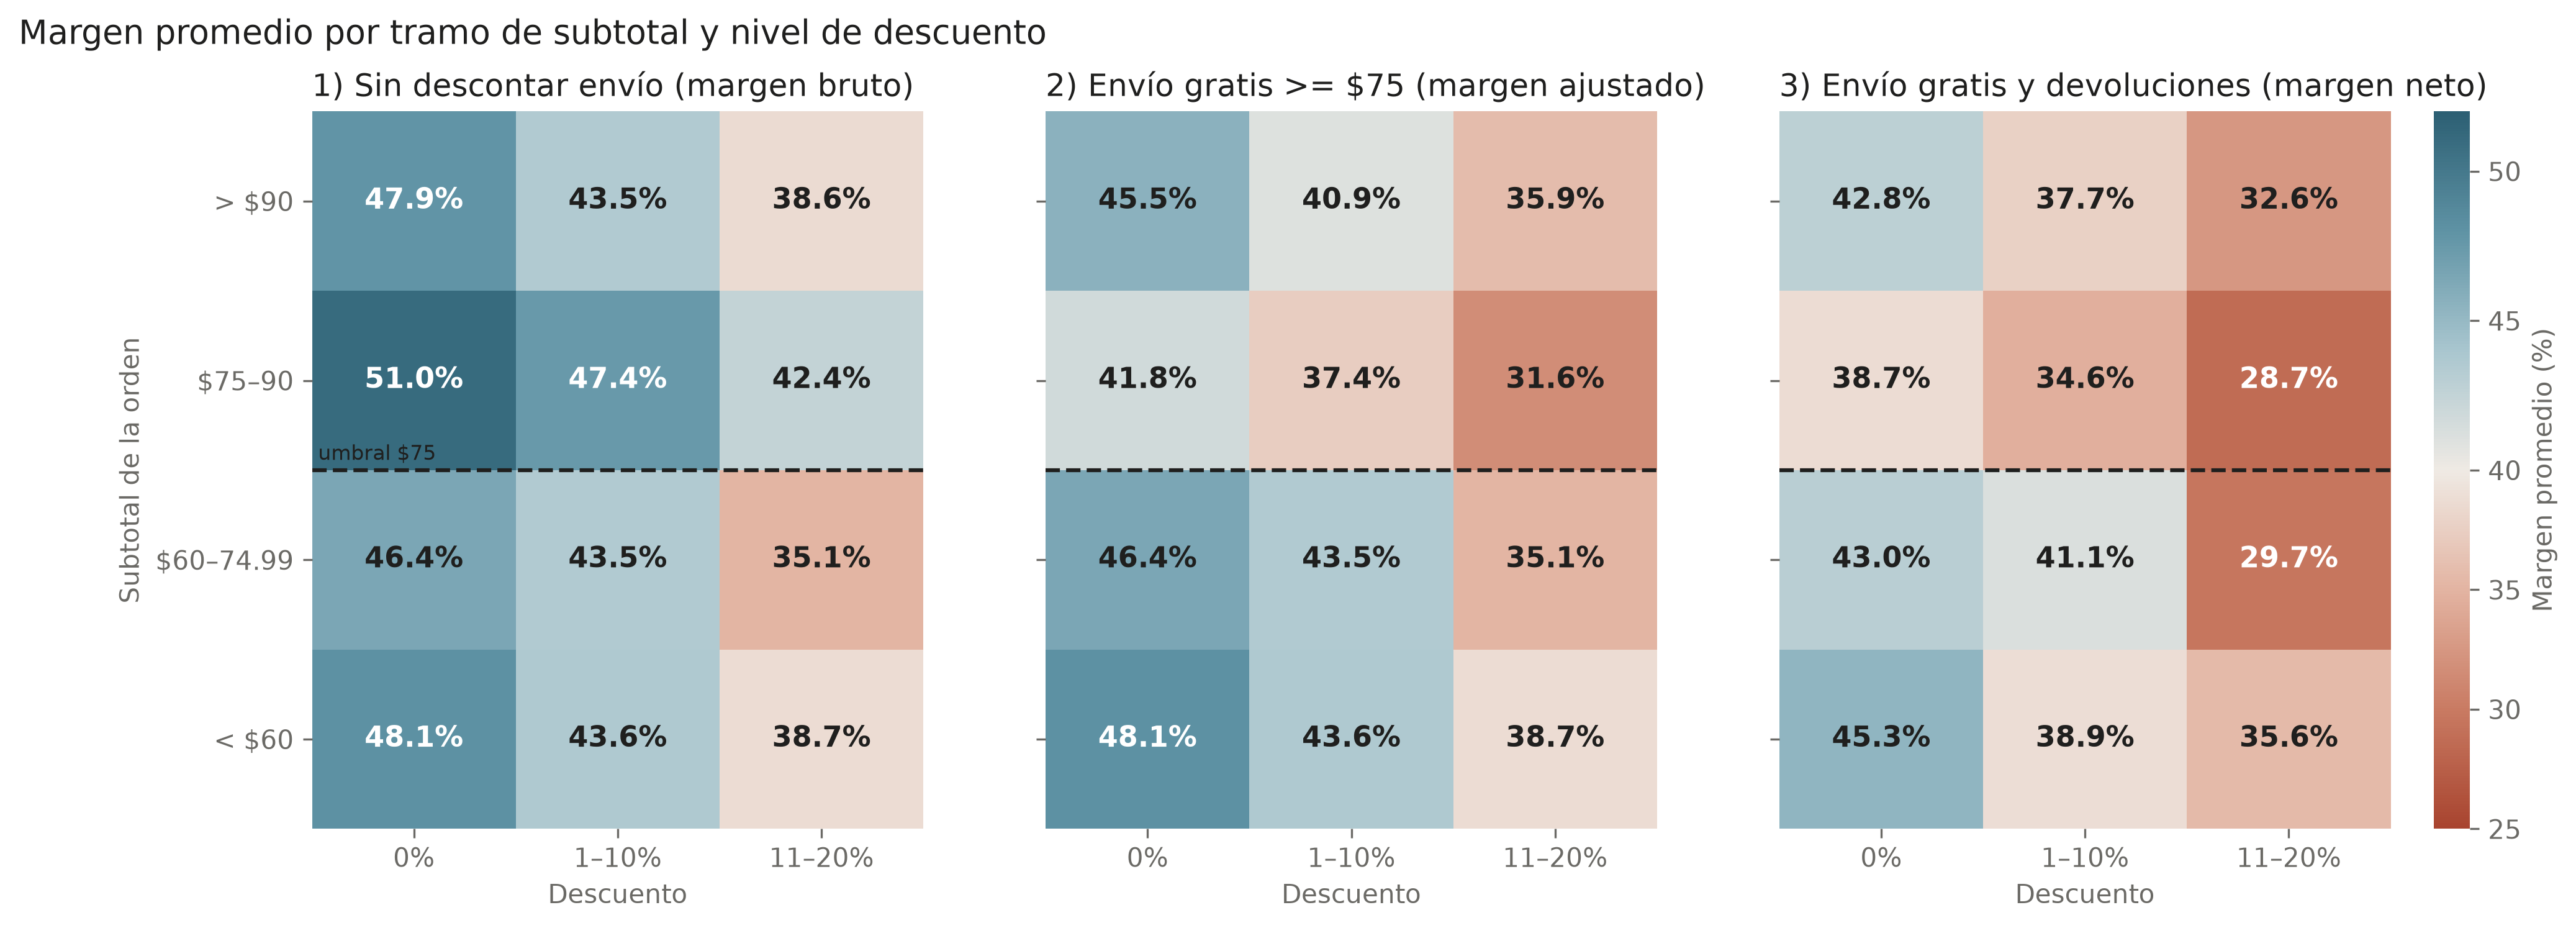 Margen promedio por tramo de subtotal y nivel de descuento
1) Sin descontar envío (margen bruto)
2) Envío gratis >= $75 (margen ajustado)
3) Envío gratis y devoluciones (margen neto)
Subtotal de la orden
> $90
47.9% 43.5% 38.6%
45.5% 40.9% 35.9%
42.8% 37.7% 32.6%
$75–90
51.0% 47.4% 42.4%
41.8% 37.4% 31.6%
38.7% 34.6% 28.7%
umbral $75
$60–74.99
46.4% 43.5% 35.1%
46.4% 43.5% 35.1%
43.0% 41.1% 29.7%
< $60
48.1% 43.6% 38.7%
48.1% 43.6% 38.7%
45.3% 38.9% 35.6%
0% 1–10% 11–20%
Descuento
0% 1–10% 11–20%
Descuento
0% 1–10% 11–20%
Descuento
50
45
40
35
30
25
Margen promedio (%)